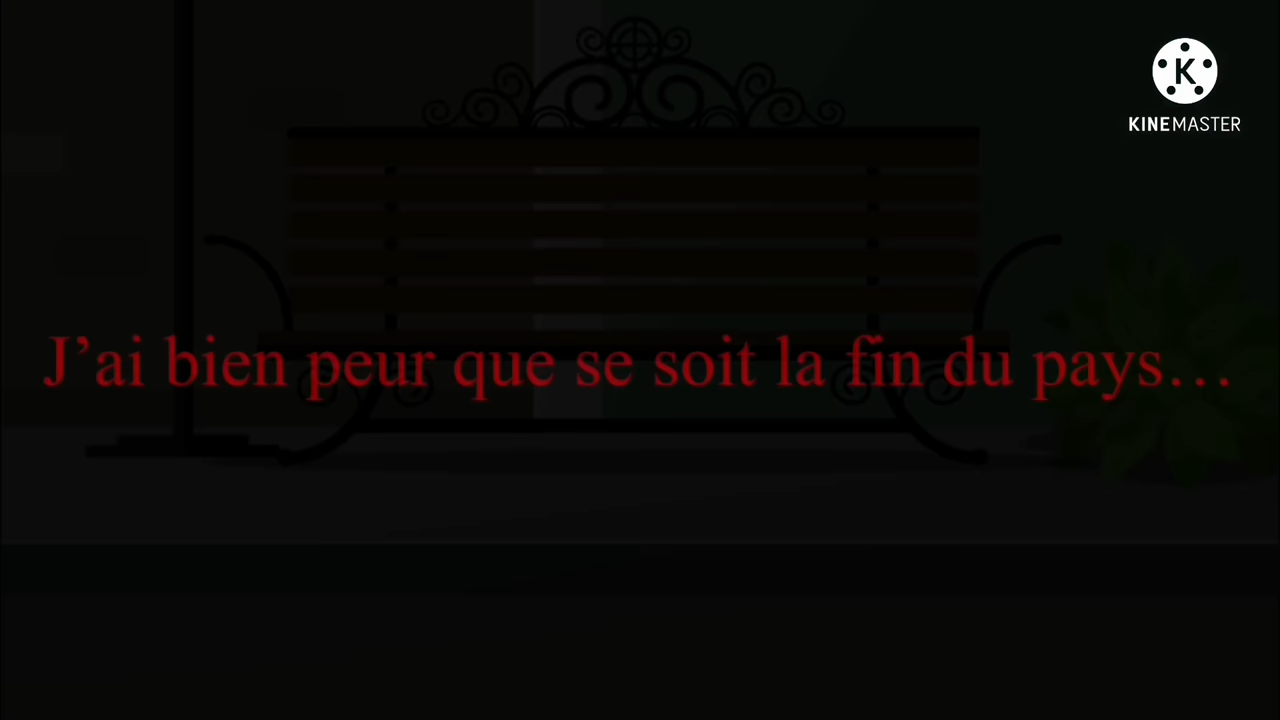 K
KINEMASTER
J’ai bien peur que se soit la fin du pays…